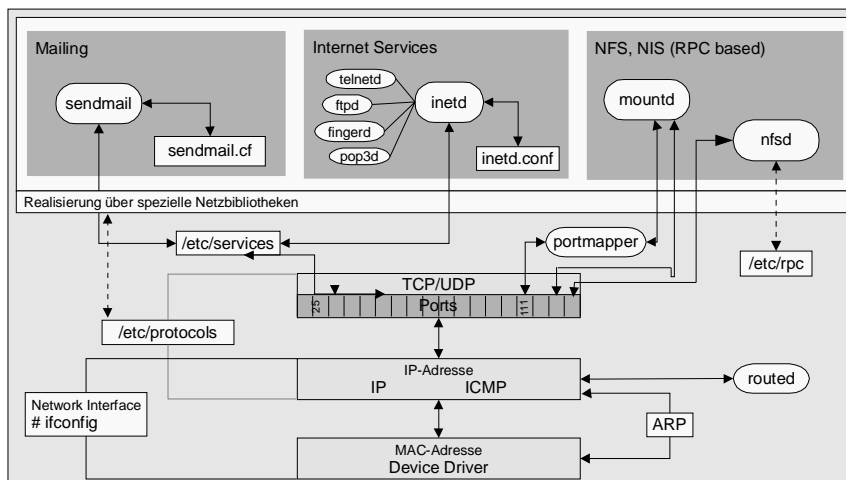 Mailing
sendmail
sendmail.cf
Internet Services
telnetd
ftpd
fingerd
pop3d
inetd
inetd.conf
NFS, NIS (RPC based)
mountd
nfsd
Realisierung über spezielle Netzbibliotheken
/etc/services
portmapper
/etc/rpc
TCP/UDP
25
Ports
111
/etc/protocols
IP-Adresse
IP ICMP
routed
Network Interface
# ifconfig
ARP
MAC-Adresse
Device Driver